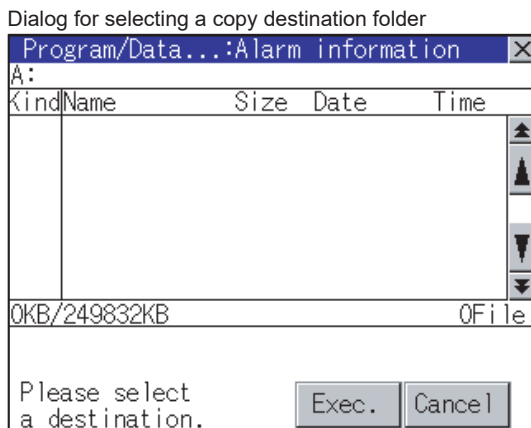 Dialog for selecting a copy destination folder
Program/Data...:Alarm information
A:
Kind Name Size Date Time
0KB/249832KB 0File
Please select
a destination.
Exec. Cancel